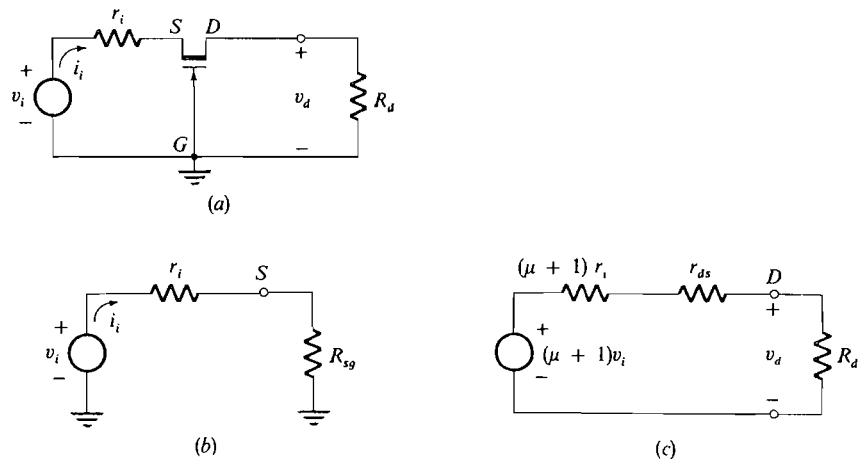 r_i
S D
+
i_i
+
v_i
−
v_d
R_d
G
−
(a)
r_i
S
i_i
+
v_i
−
R_sg
(b)
(μ + 1) r_i
r_ds
D
+
+
(μ + 1)v_i
−
v_d
R_d
−
(c)